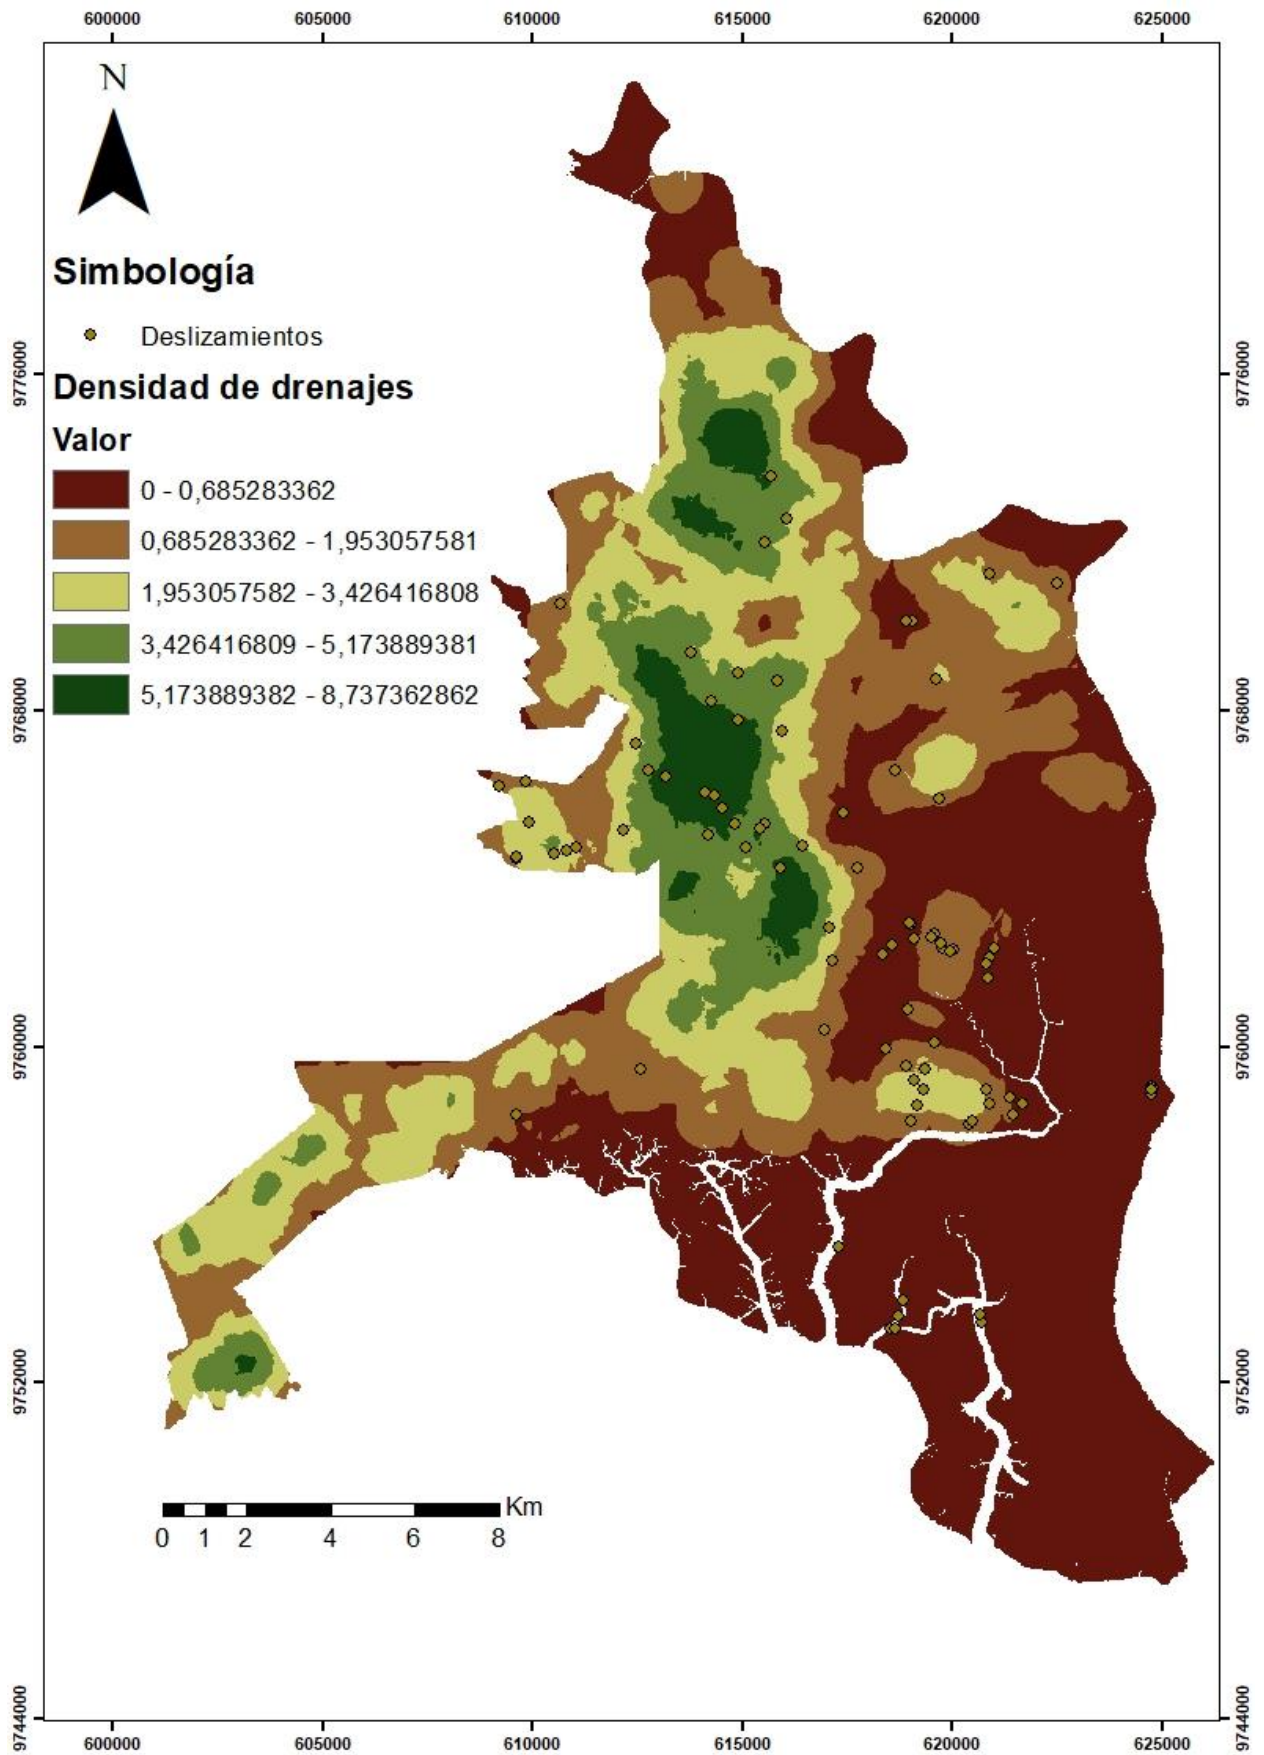 600000 605000 610000 615000 620000 625000
N
Simbología
Deslizamientos
Densidad de drenajes
Valor
0 - 0,685283362
0,685283362 - 1,953057581
1,953057582 - 3,426416808
3,426416809 - 5,173889381
5,173889382 - 8,737362862
9776000 9776000
9768000 9768000
9760000 9760000
9752000 9752000
9744000 9744000
Km
0 1 2 4 6 8
600000 605000 610000 615000 620000 625000